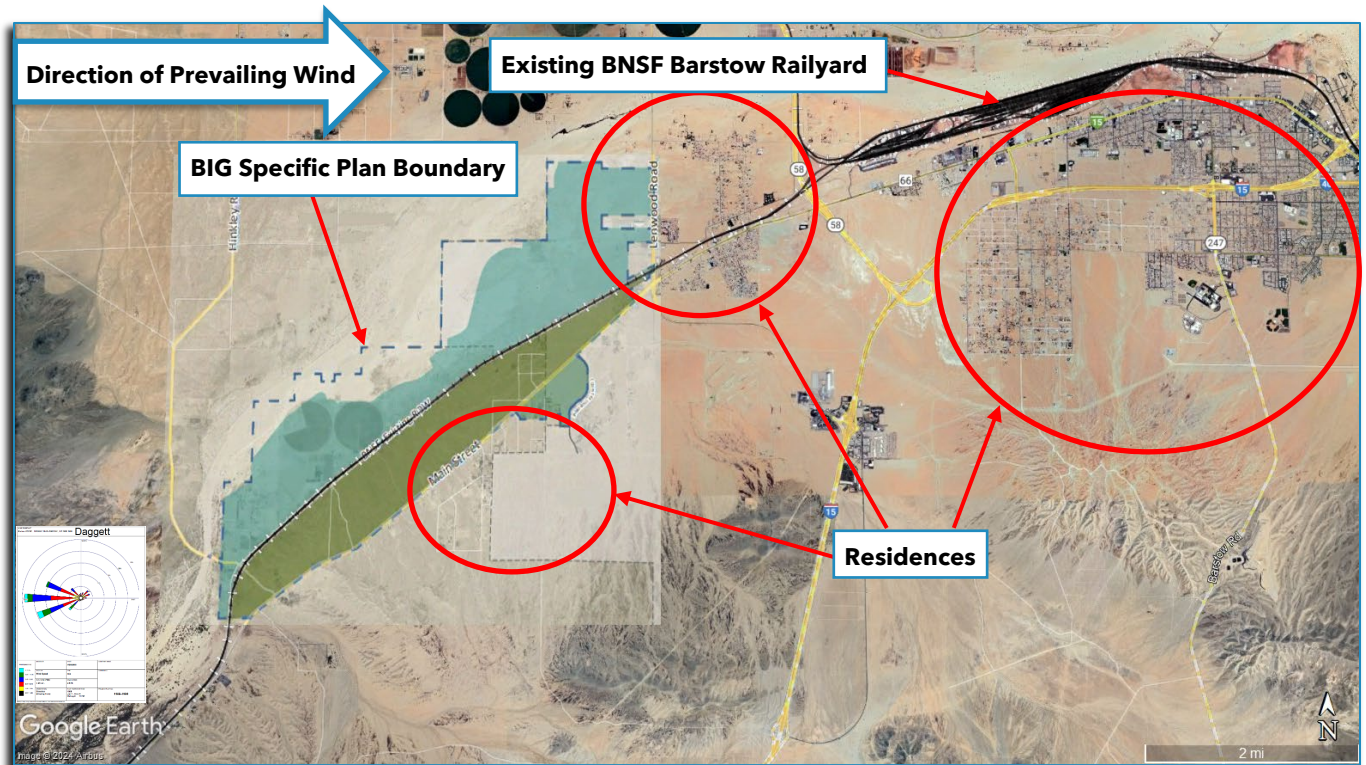 Direction of Prevailing Wind
Existing BNSF Barstow Railyard
BIG Specific Plan Boundary
Hinkley R
Lenwood Road
58
66
15
15
40
58
247
Main Street
15
Residences
Barstow Rd
Daggett
Google Earth
Image © 2024 Airbus
N
2 mi